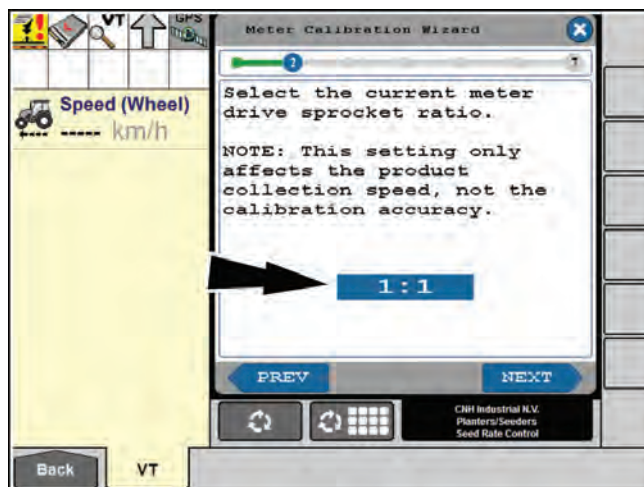 VT
GPS
Meter Calibration Wizard
2
7
Speed (Wheel)
----- km/h
Select the current meter
drive sprocket ratio.
NOTE: This setting only
affects the product
collection speed, not the
calibration accuracy.
1:1
PREV
NEXT
CNH Industrial N.V.
Planters/Seeders
Seed Rate Control
Back
VT